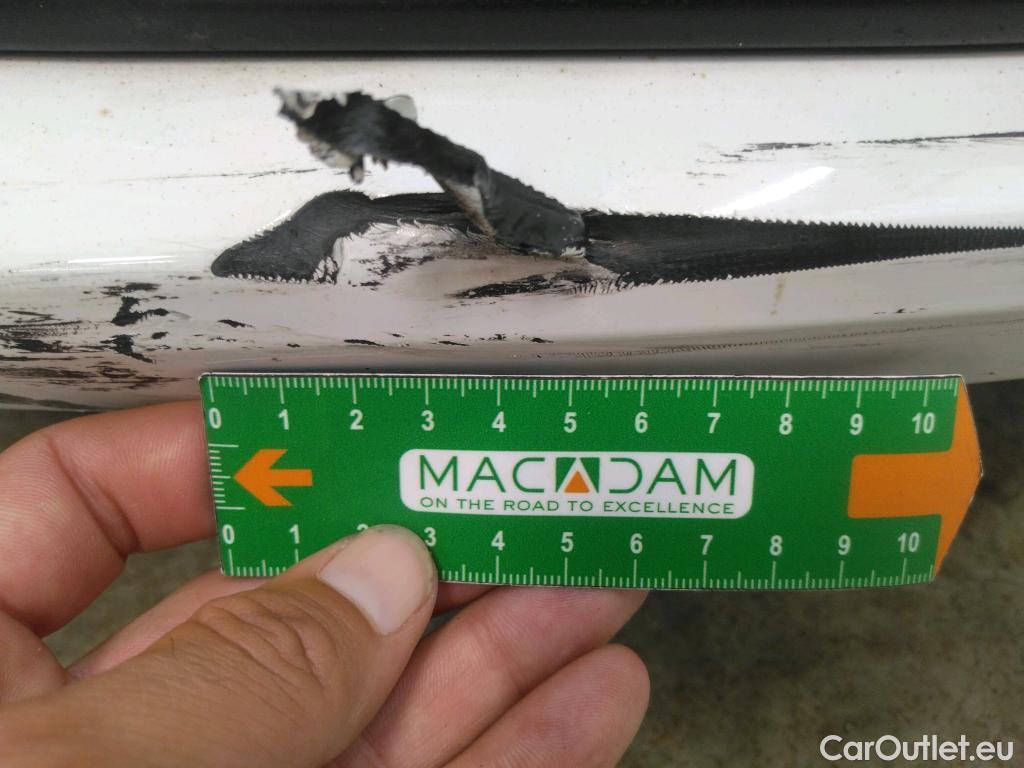 0 1 2 3 4 5 6 7 8 9 10
MACADAM
ON THE ROAD TO EXCELLENCE
0 1 2 3 4 5 6 7 8 9 10
CarOutlet.eu